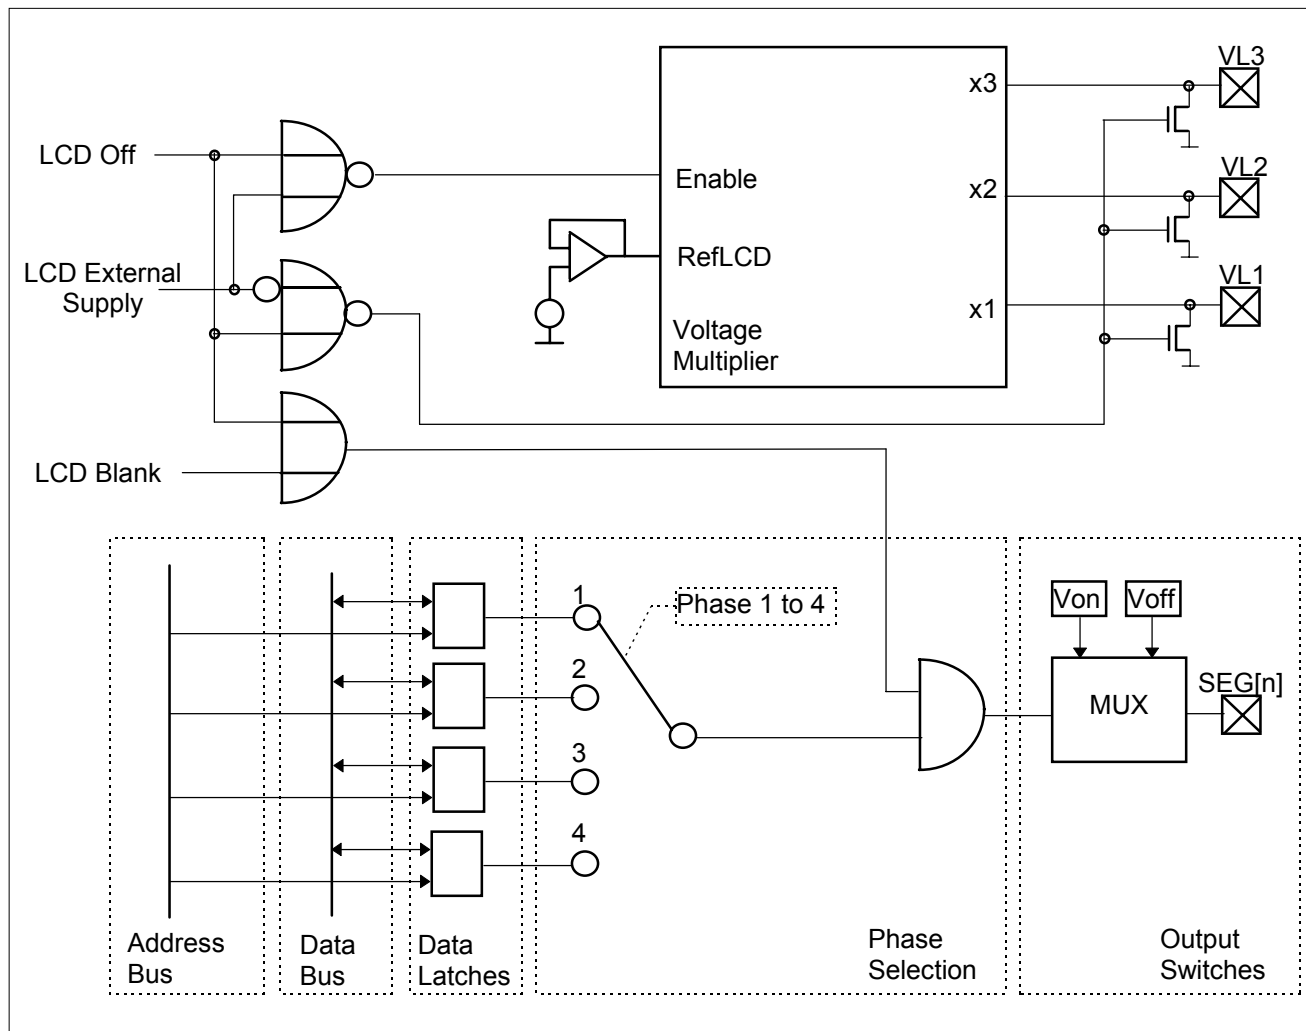 VL3
x3
LCD Off
Enable
x2
VL2
LCD External
Supply
RefLCD
x1
VL1
Voltage
Multiplier
LCD Blank
1
Phase 1 to 4
Von
Voff
2
SEG[n]
MUX
3
4
Address
Bus
Data
Bus
Data
Latches
Phase
Selection
Output
Switches